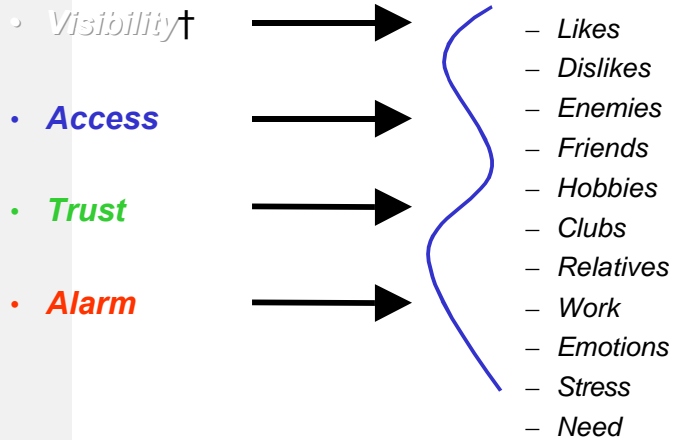 • Visibility†
• Access
• Trust
• Alarm
– Likes
– Dislikes
– Enemies
– Friends
– Hobbies
– Clubs
– Relatives
– Work
– Emotions
– Stress
– Need